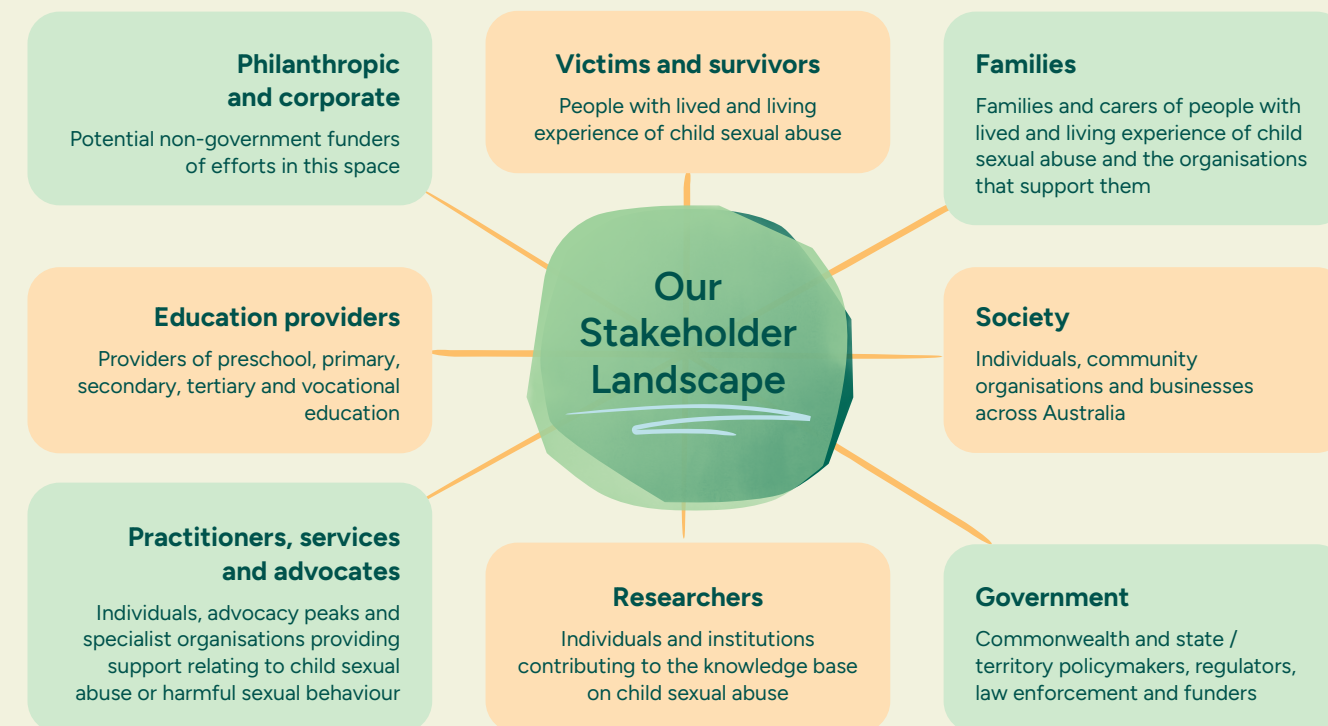 Philanthropic
and corporate
Potential non-government funders
of efforts in this space
Victims and survivors
People with lived and living
experience of child sexual abuse
Families
Families and carers of people with
lived and living experience of child
sexual abuse and the organisations
that support them
Education providers
Providers of preschool, primary,
secondary, tertiary and vocational
education
Our
Stakeholder
Landscape
Society
Individuals, community
organisations and businesses
across Australia
Practitioners, services
and advocates
Individuals, advocacy peaks and
specialist organisations providing
support relating to child sexual
abuse or harmful sexual behaviour
Researchers
Individuals and institutions
contributing to the knowledge base
on child sexual abuse
Government
Commonwealth and state /
territory policymakers, regulators,
law enforcement and funders